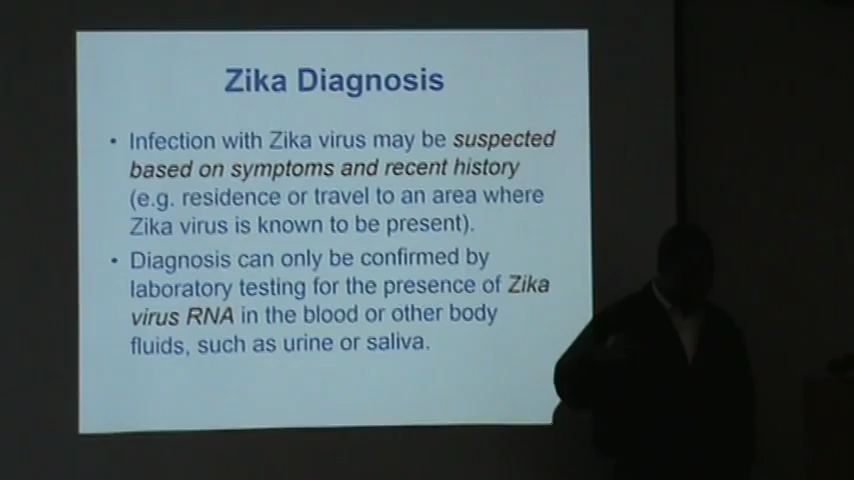 Zika Diagnosis
• Infection with Zika virus may be suspected
based on symptoms and recent history
(e.g. residence or travel to an area where
Zika virus is known to be present).
• Diagnosis can only be confirmed by
laboratory testing for the presence of Zika
virus RNA in the blood or other body
fluids, such as urine or saliva.